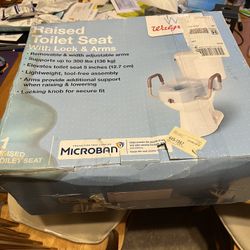 Raised
Toilet Seat
With Lock & Arms
• Removable & width adjustable arms
• Supports up to 300 lbs (136 kg)
• Elevates toilet seat 5 inches (12.7 cm)
• Lightweight, tool-free assembly
• Arms provide additional support
when raising & lowering
• Locking knob for secure fit
MICROBAN
RAISED
TOILET SEAT